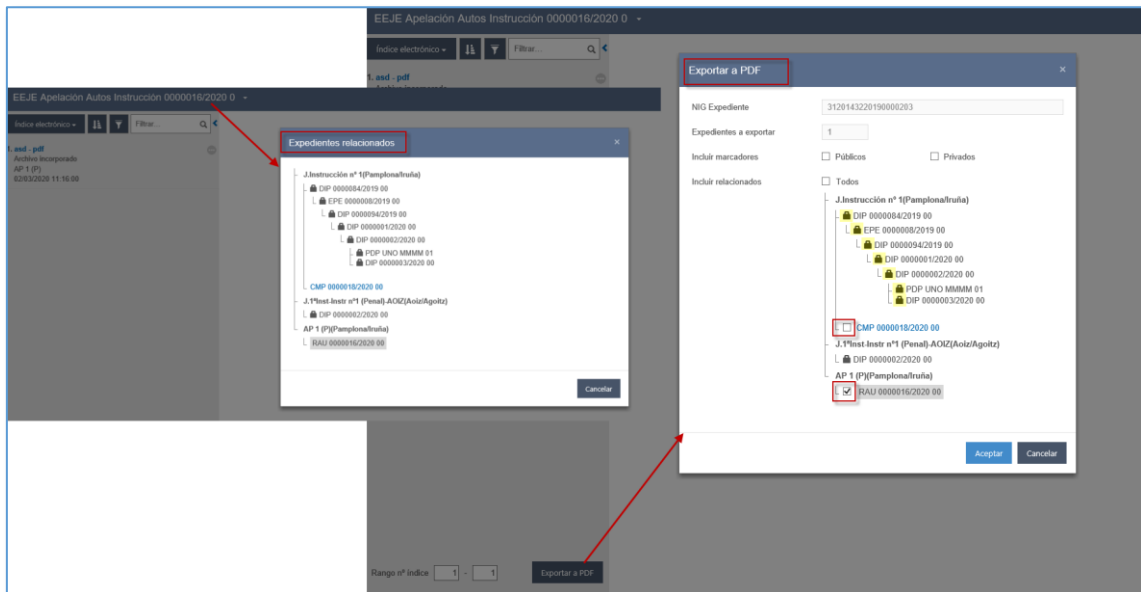 EEJE Apelación Autos Instrucción 0000016/2020 0
Índice electrónico
Filtrar...
1. asd - pdf
EEJE Apelación Autos Instrucción 0000016/2020 0
Índice electrónico
Filtrar...
asd - pdf
Archivo incorporado
AP 1 (P)
02/03/2020 11:16:00
Expedientes relacionados
×
J.Instrucción nº 1(Pamplona/Iruña)
DIP 0000084/2019 00
EPE 0000008/2019 00
DIP 0000094/2019 00
DIP 0000001/2020 00
DIP 0000002/2020 00
PDP UNO MMMM 01
DIP 0000003/2020 00
CMP 0000018/2020 00
J.1ªInst-Instr nº1 (Penal)-AOIZ(Aoiz/Agoitz)
DIP 0000002/2020 00
AP 1 (P)(Pamplona/Iruña)
RAU 0000016/2020 00
Cancelar
Exportar a PDF
×
NIG Expediente 3120143220190000203
Expedientes a exportar 1
Incluir marcadores Públicos Privados
Incluir relacionados Todos
J.Instrucción nº 1(Pamplona/Iruña)
DIP 0000084/2019 00
EPE 0000008/2019 00
DIP 0000094/2019 00
DIP 0000001/2020 00
DIP 0000002/2020 00
PDP UNO MMMM 01
DIP 0000003/2020 00
CMP 0000018/2020 00
J.1ªInst-Instr nº1 (Penal)-AOIZ(Aoiz/Agoitz)
DIP 0000002/2020 00
AP 1 (P)(Pamplona/Iruña)
RAU 0000016/2020 00
Aceptar Cancelar
Rango nº índice 1 - 1 Exportar a PDF